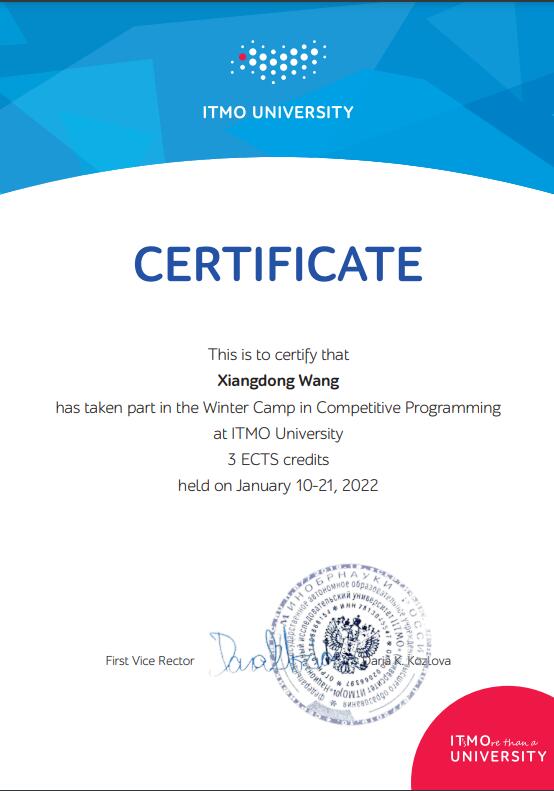 ITMO UNIVERSITY
CERTIFICATE
This is to certify that
Xiangdong Wang
has taken part in the Winter Camp in Competitive Programming
at ITMO University
3 ECTS credits
held on January 10-21, 2022
МИНОБРНАУКИ РОССИИ
First Vice Rector
Daria K. Kozlova
IT's MOre than a
UNIVERSITY